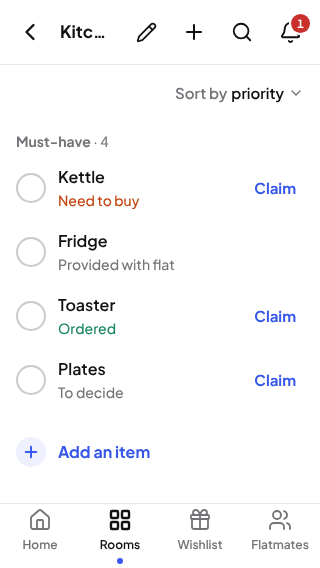 Kitc...
1
Sort by priority
Must-have · 4
Kettle
Need to buy
Claim
Fridge
Provided with flat
Toaster
Ordered
Claim
Plates
To decide
Claim
Add an item
Home
Rooms
Wishlist
Flatmates